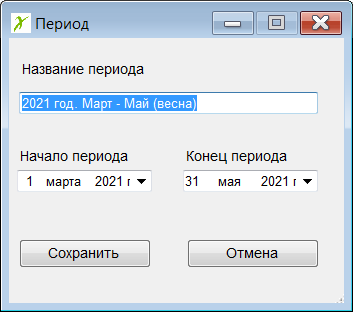 Период
Название периода
2021 год. Март - Май (весна)
Начало периода Конец периода
1 марта 2021 г 31 мая 2021 г
Сохранить Отмена